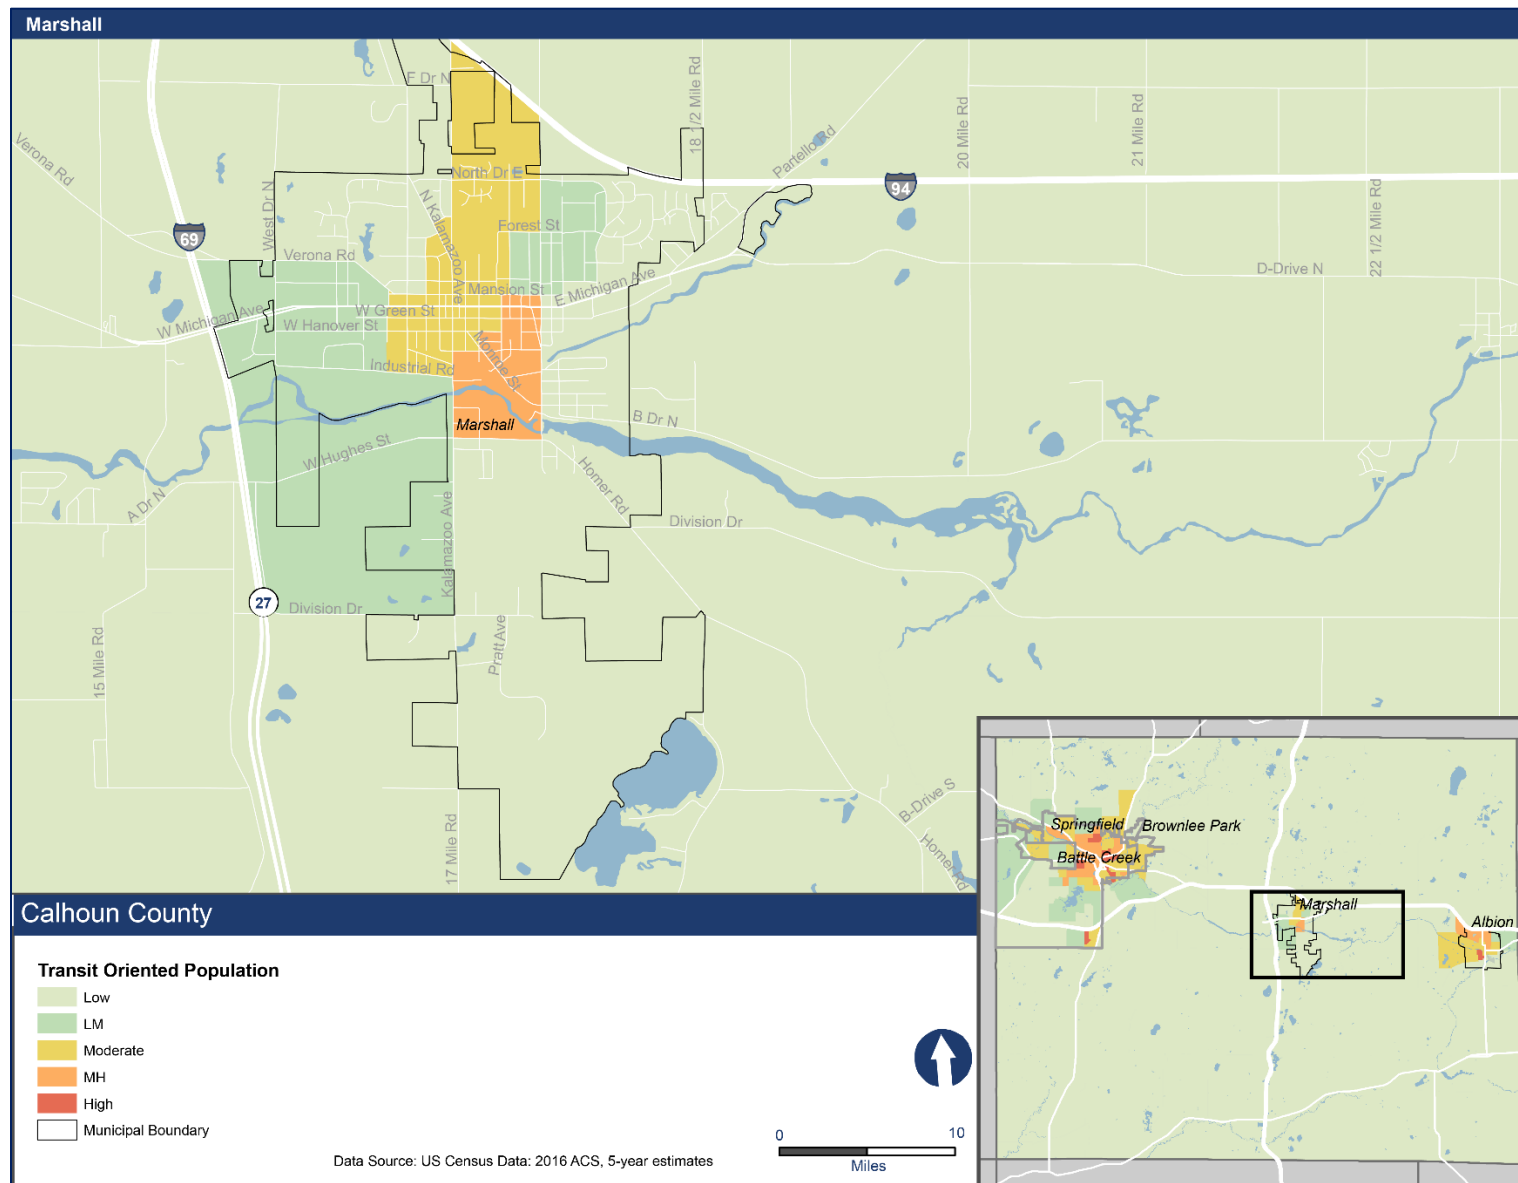 Marshall
F Dr N
18 1/2 Mile Rd
Partello Rd
20 Mile Rd
21 Mile Rd
22 1/2 Mile Rd
Verona Rd
West Dr N
North Dr E
N Kalamazoo Ave
Forest St
94
69
Verona Rd
D-Drive N
Mansion St
E Michigan Ave
W Michigan Ave
W Green St
W Hanover St
Monroe St
Industrial Rd
Marshall
B Dr N
W Hughes St
Homer Rd
A Dr N
Kalamazoo Ave
Division Dr
27
Division Dr
15 Mile Rd
Pratt Ave
17 Mile Rd
B-Drive S
Homer Rd
Springfield
Brownlee Park
Battle Creek
Marshall
Albion
Calhoun County
Transit Oriented Population
Low
LM
Moderate
MH
High
Municipal Boundary
Data Source: US Census Data: 2016 ACS, 5-year estimates
0 10
Miles